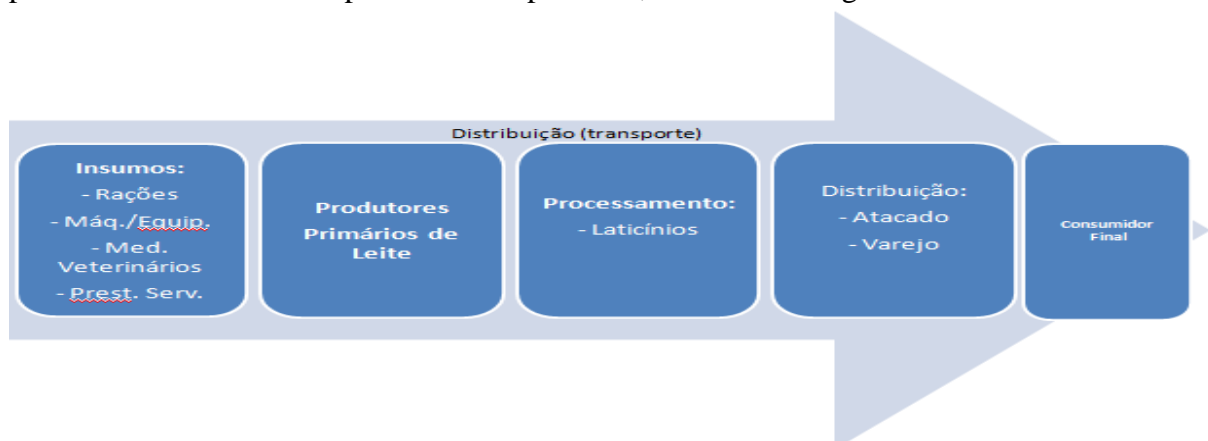 Distribuição (transporte)
Insumos:
- Rações
- Máq./Equip.
- Med.
Veterinários
- Prest. Serv.
Produtores
Primários de
Leite
Processamento:
- Laticínios
Distribuição:
- Atacado
- Varejo
Consumidor
Final